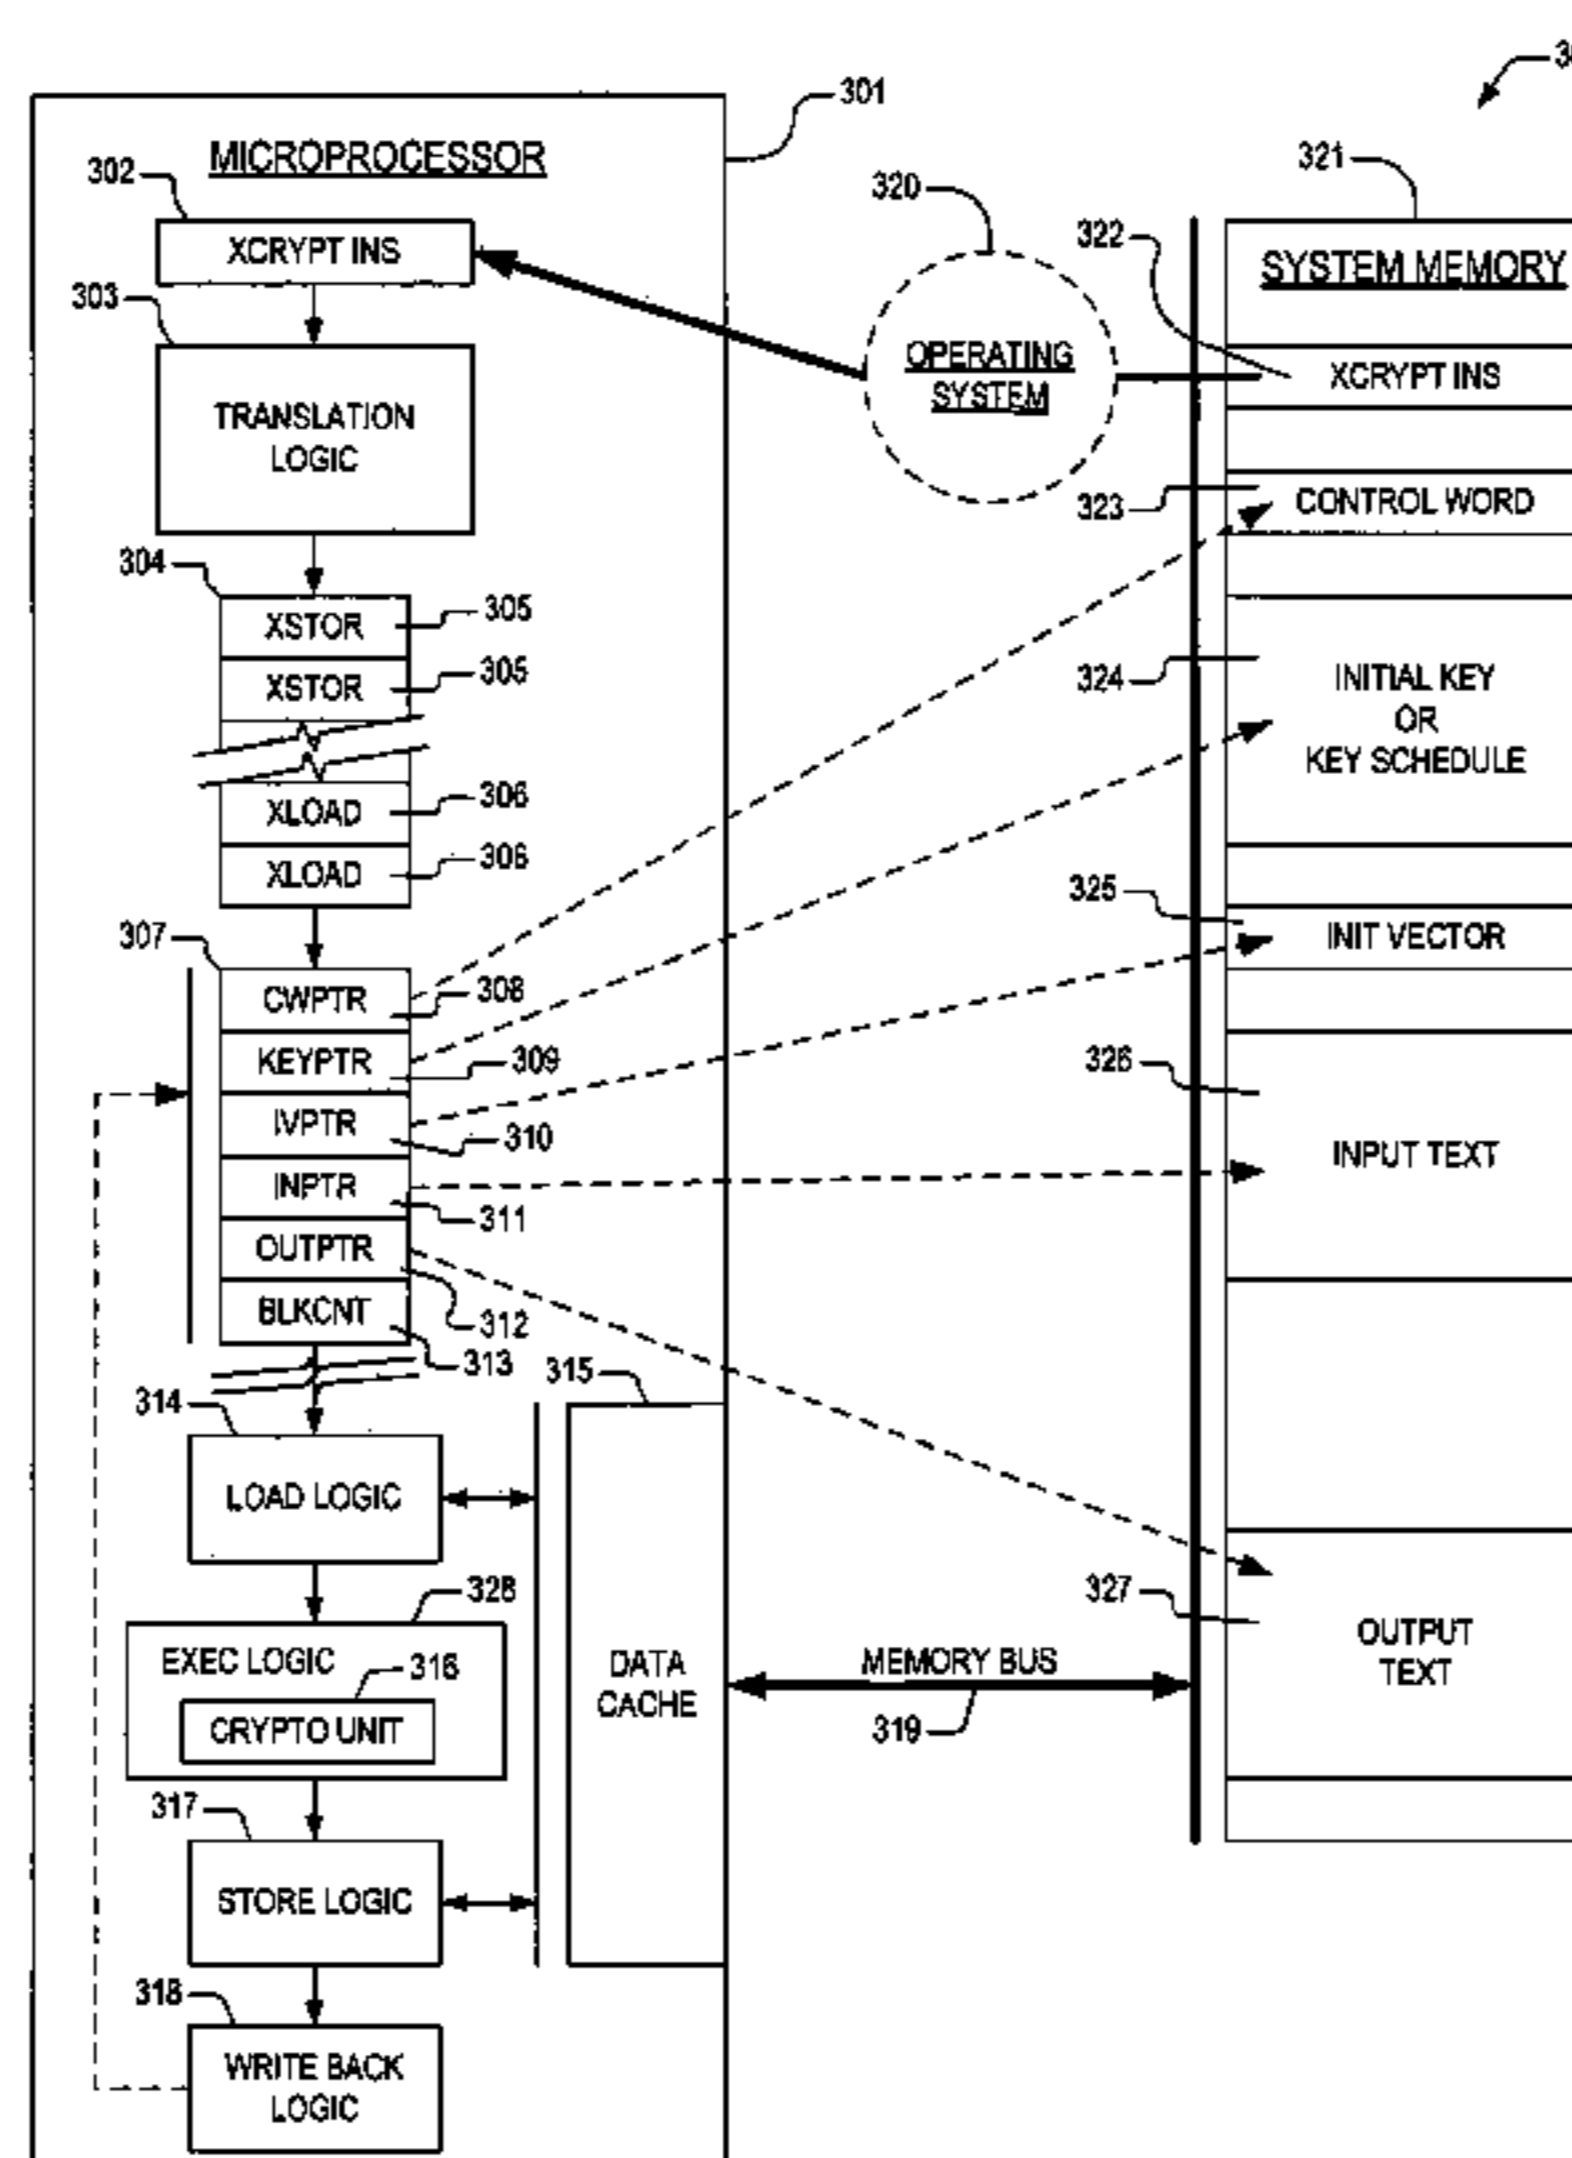 301
MICROPROCESSOR
302
XCRYPT INS
303
TRANSLATION
LOGIC
304
XSTOR
305
XSTOR
305
XLOAD
306
XLOAD
306
307
CWPTR
308
KEYPTR
309
IVPTR
310
INPTR
311
OUTPTR
312
BLKCNT
313
314
LOAD LOGIC
315
DATA
CACHE
328
EXEC LOGIC
316
CRYPTO UNIT
317
STORE LOGIC
318
WRITE BACK
LOGIC
320
OPERATING
SYSTEM
MEMORY BUS
319
321
SYSTEM MEMORY
322
XCRYPT INS
323
CONTROL WORD
324
INITIAL KEY
OR
KEY SCHEDULE
325
INIT VECTOR
326
INPUT TEXT
327
OUTPUT
TEXT